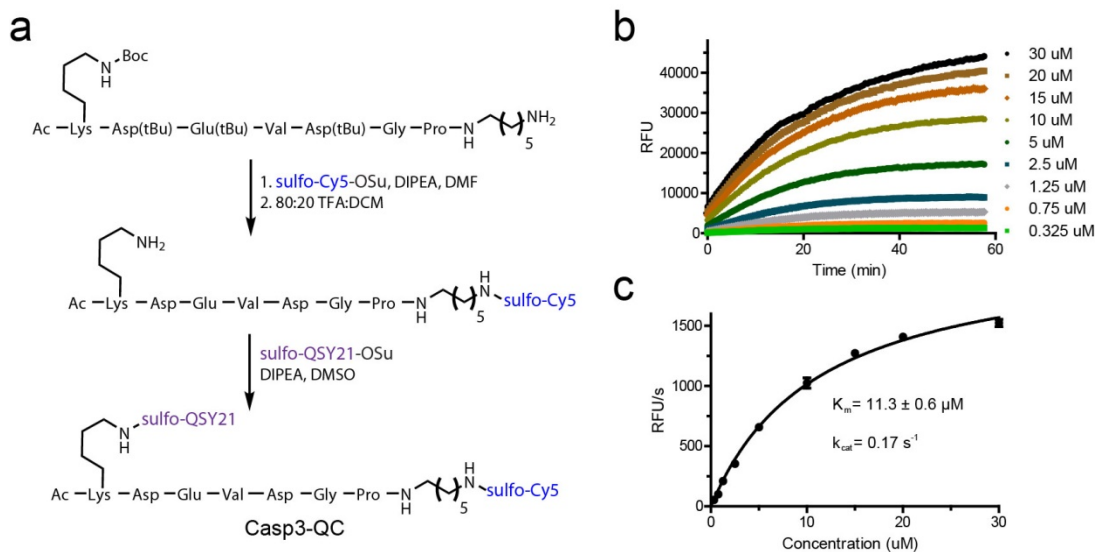 a
Boc
N
H
Ac Lys Asp(tBu) Glu(tBu) Val Asp(tBu) Gly Pro N
H
NH2
5
1. sulfo-Cy5-OSu, DIPEA, DMF
2. 80:20 TFA:DCM
NH2
Ac Lys Asp Glu Val Asp Gly Pro N
H
5
H
N
sulfo-Cy5
sulfo-QSY21-OSu
DIPEA, DMSO
sulfo-QSY21
NH
Ac Lys Asp Glu Val Asp Gly Pro N
H
5
H
N
sulfo-Cy5
Casp3-QC
b
RFU
40000
30000
20000
10000
0
0 20 40 60
Time (min)
30 uM
20 uM
15 uM
10 uM
5 uM
2.5 uM
1.25 uM
0.75 uM
0.325 uM
c
RFU/s
1500
1000
500
0
0 10 20 30
Concentration (uM)
Km= 11.3 ± 0.6 µM
kcat= 0.17 s-1